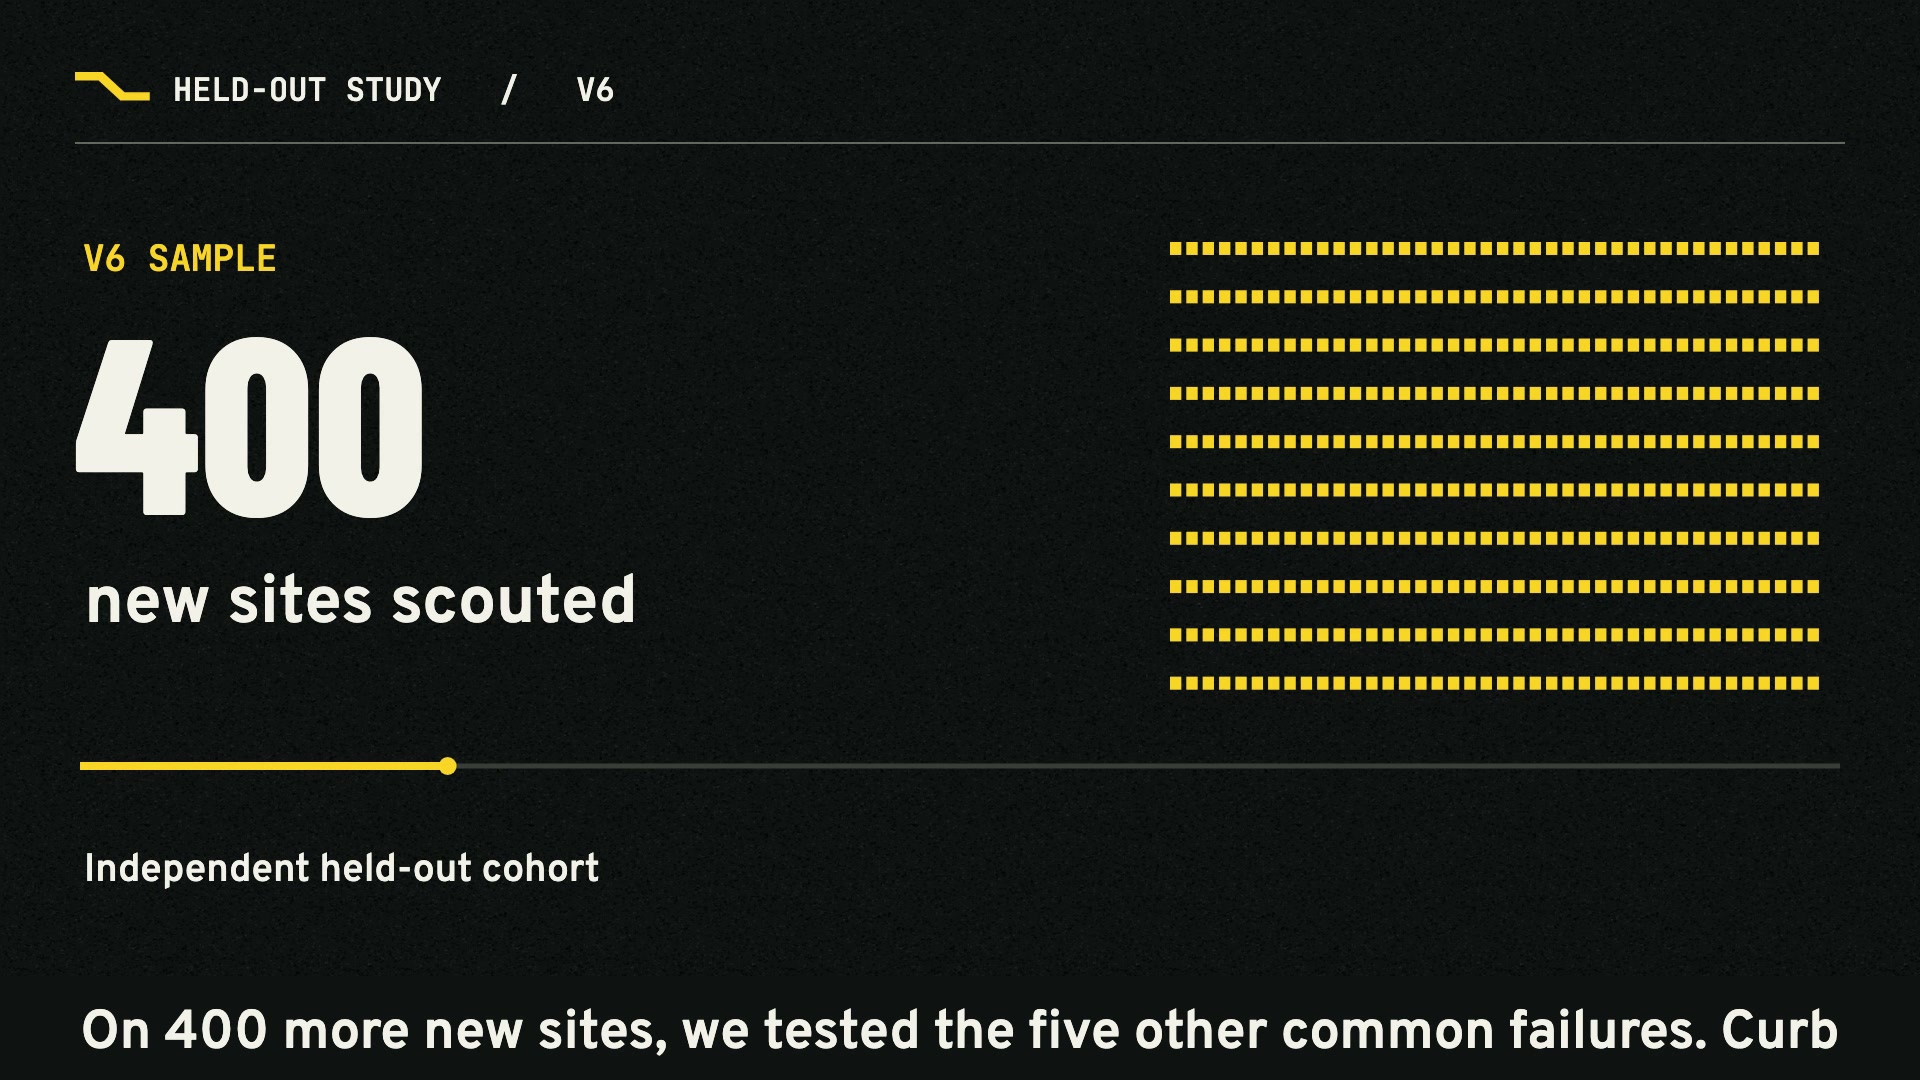 HELD-OUT STUDY / V6
V6 SAMPLE
400
new sites scouted
Independent held-out cohort
On 400 more new sites, we tested the five other common failures. Curb